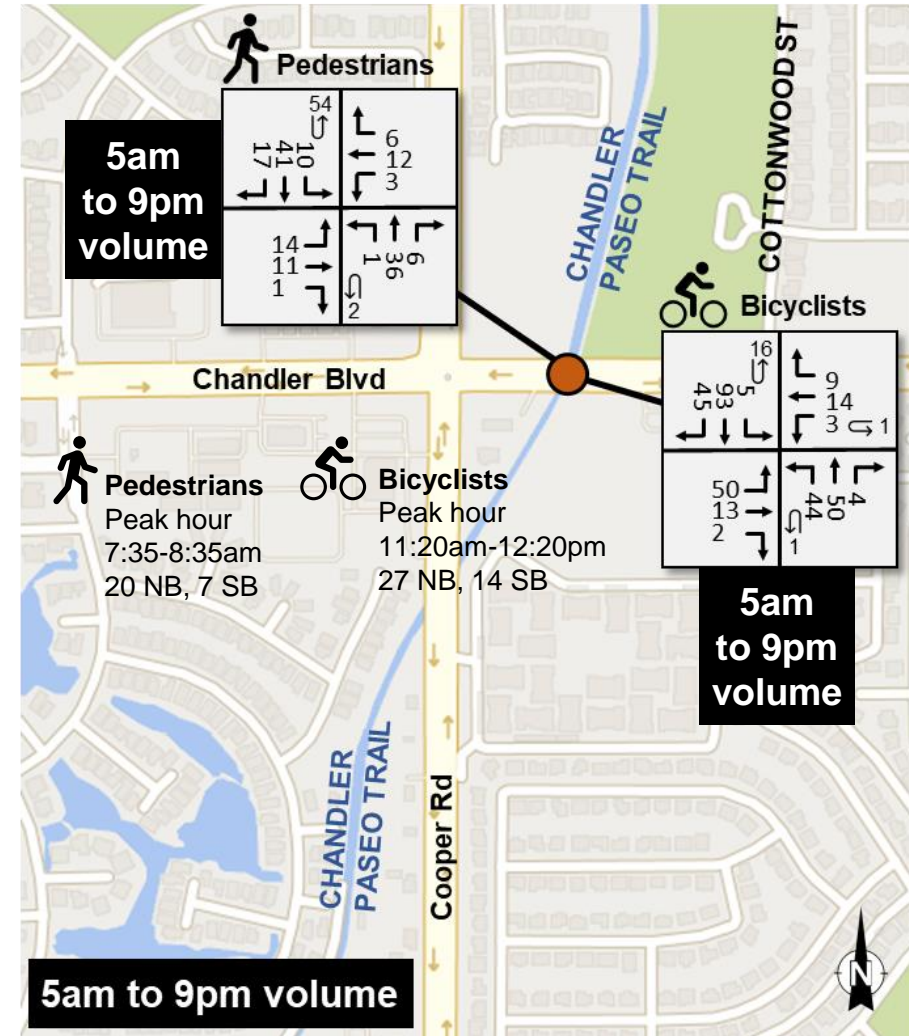 Pedestrians
5am
to 9pm
volume
54
17 41 10
6
12
3
14
11
1
1 36 6
2
CHANDLER
PASEO TRAIL
COTTONWOOD ST
Bicyclists
16
45 93 5
9
14
3 1
50
13
2
44 50 4
1
5am
to 9pm
volume
Chandler Blvd
Pedestrians
Peak hour
7:35-8:35am
20 NB, 7 SB
Bicyclists
Peak hour
11:20am-12:20pm
27 NB, 14 SB
CHANDLER
PASEO TRAIL
Cooper Rd
5am to 9pm volume
N